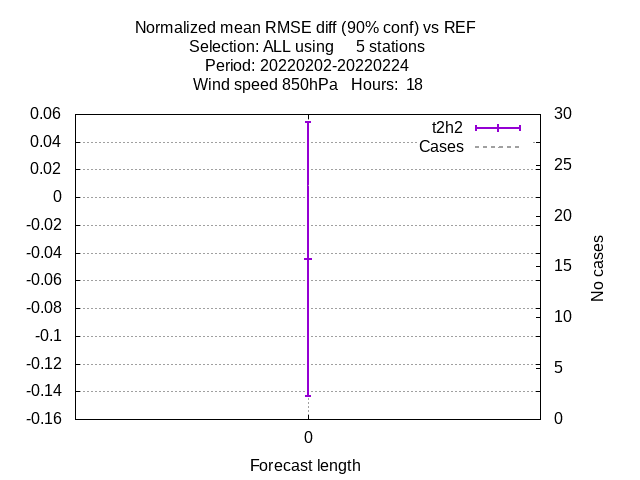 Normalized mean RMSE diff (90% conf) vs REF
Selection: ALL using     5 stations
Period: 20220202-20220224
Wind speed 850hPa   Hours:  18
0.06
0.04
0.02
0
-0.02
-0.04
-0.06
-0.08
-0.1
-0.12
-0.14
-0.16
t2h2
Cases
30
25
20
15
10
5
0
No cases
0
Forecast length